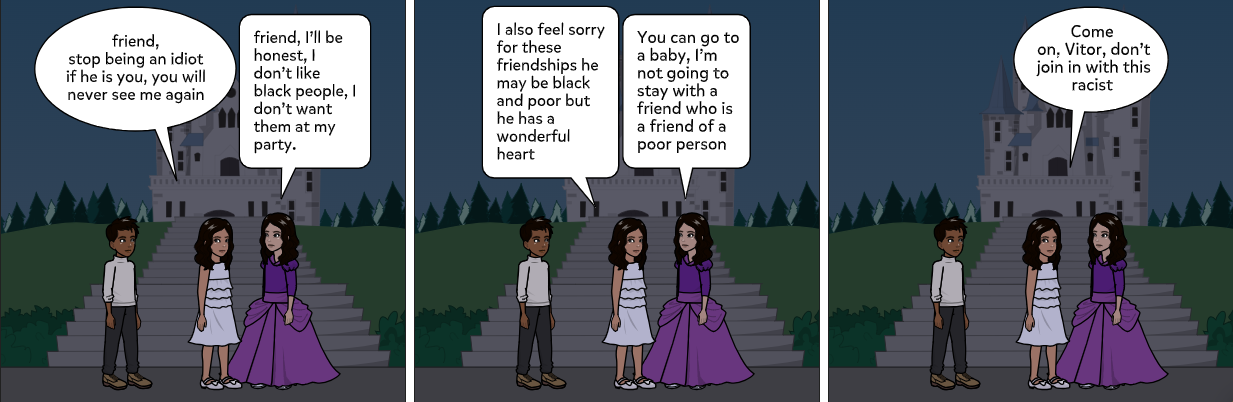 friend,
stop being an idiot
if he is you, you will
never see me again
friend, I'll be
honest, I
don't like
black people, I
don't want
them at my
party.
I also feel sorry
for these
friendships he
may be black
and poor but
he has a
wonderful
heart
You can go to
a baby, I'm
not going to
stay with a
friend who is
a friend of a
poor person
Come
on, Vitor, don't
join in with this
racist